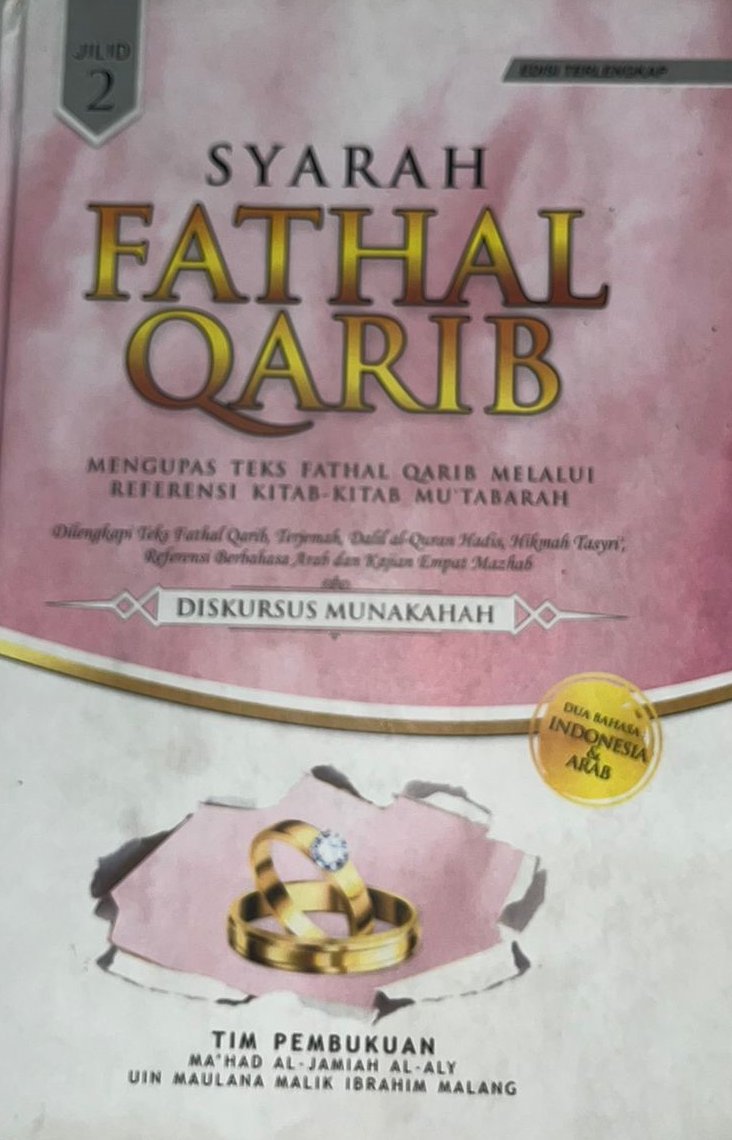 JILID
2
EDISI TERLENGKAP
SYARAH
FATHAL
QARIB
MENGUPAS TEKS FATHAL QARIB MELALUI
REFERENSI KITAB-KITAB MU'TABARAH
Dilengkapi Teks Fathal Qarib, Terjemah, Dalil al-Quran Hadis, Hikmah Tasyri',
Referensi Berbahasa Arab dan Kajian Empat Mazhab
DISKURSUS MUNAKAHAH
DUA BAHASA
INDONESIA
&
ARAB
TIM PEMBUKUAN
MA'HAD AL-JAMIAH AL-ALY
UIN MAULANA MALIK IBRAHIM MALANG